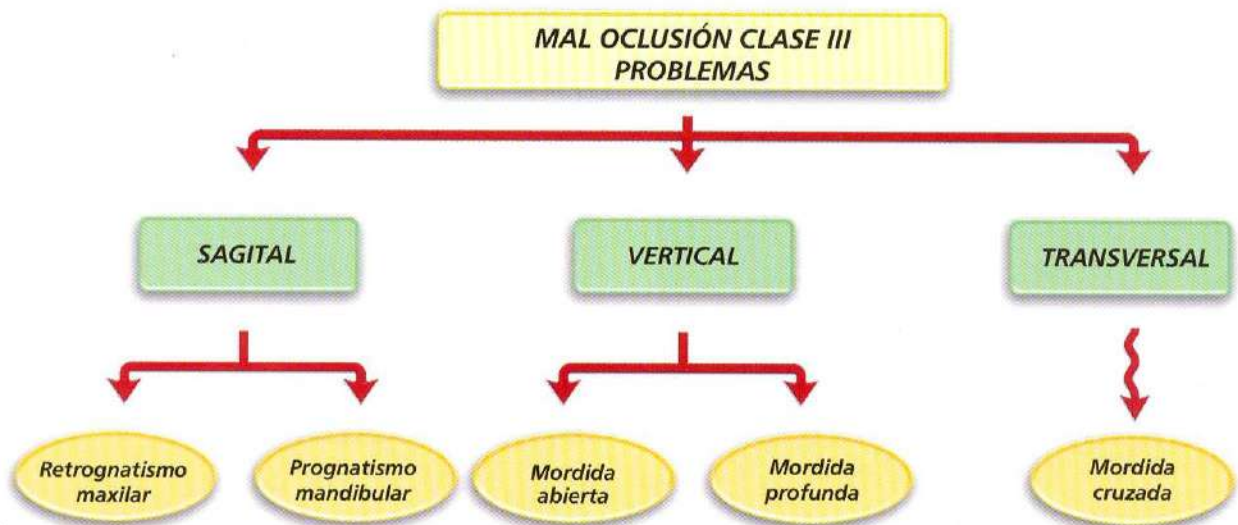 MAL OCLUSIÓN CLASE III
PROBLEMAS
SAGITAL
VERTICAL
TRANSVERSAL
Retrognatismo
maxilar
Prognatismo
mandibular
Mordida
abierta
Mordida
profunda
Mordida
cruzada